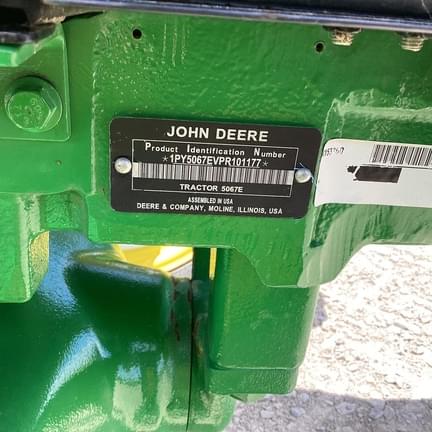 JOHN DEERE
Product Identification Number
*1PY5067EVPR101177*
TRACTOR 5067E
ASSEMBLED IN USA
DEERE & COMPANY, MOLINE, ILLINOIS, USA